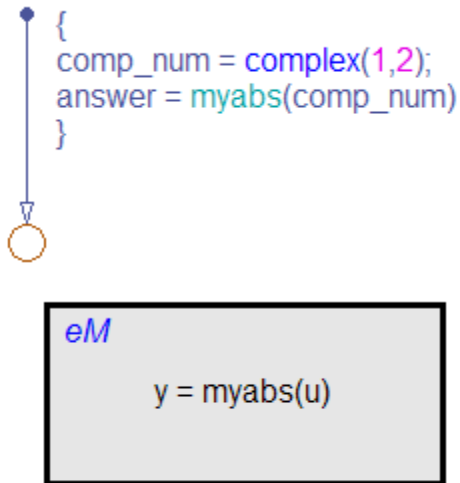 {
comp_num = complex(1,2);
answer = myabs(comp_num)
}
eM
y = myabs(u)